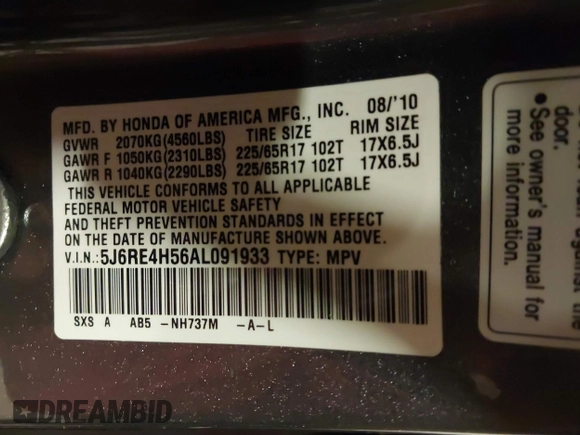 MFD. BY HONDA OF AMERICA MFG., INC. 08/'10
GVWR 2070KG(4560LBS) TIRE SIZE RIM SIZE
GAWR F 1050KG(2310LBS) 225/65R17 102T 17X6.5J
GAWR R 1040KG(2290LBS) 225/65R17 102T 17X6.5J
THIS VEHICLE CONFORMS TO ALL APPLICABLE
FEDERAL MOTOR VEHICLE SAFETY
AND THEFT PREVENTION STANDARDS IN EFFECT
ON THE DATE OF MANUFACTURE SHOWN ABOVE.
V.I.N.: 5J6RE4H56AL091933 TYPE: MPV
SXS A AB5 -NH737M -A-L
door.
• See owner's manual for
more information.
DREAMBID